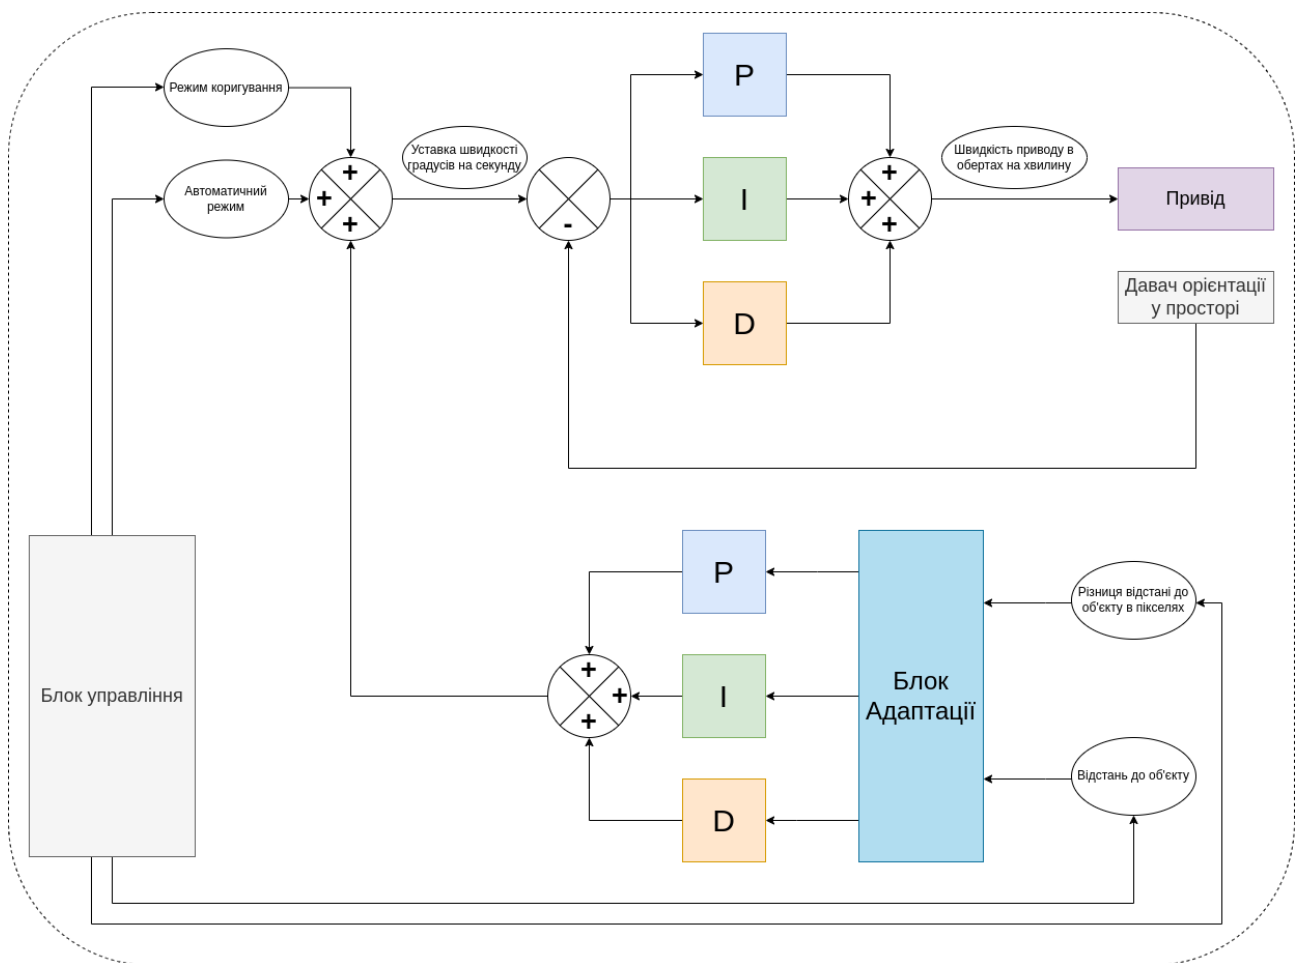 Режим коригування
P
Уставка швидкості
градусів на секунду
Швидкість приводу в
обертах на хвилину
+
Автоматичний
режим
+
+
-
I
+
+
+
Привід
Давач орієнтації
у просторі
D
P
Різниця відстані до
об'єкту в пікселях
Блок управління
+
+
+
I
Блок
Адаптації
D
Відстань до об'єкту